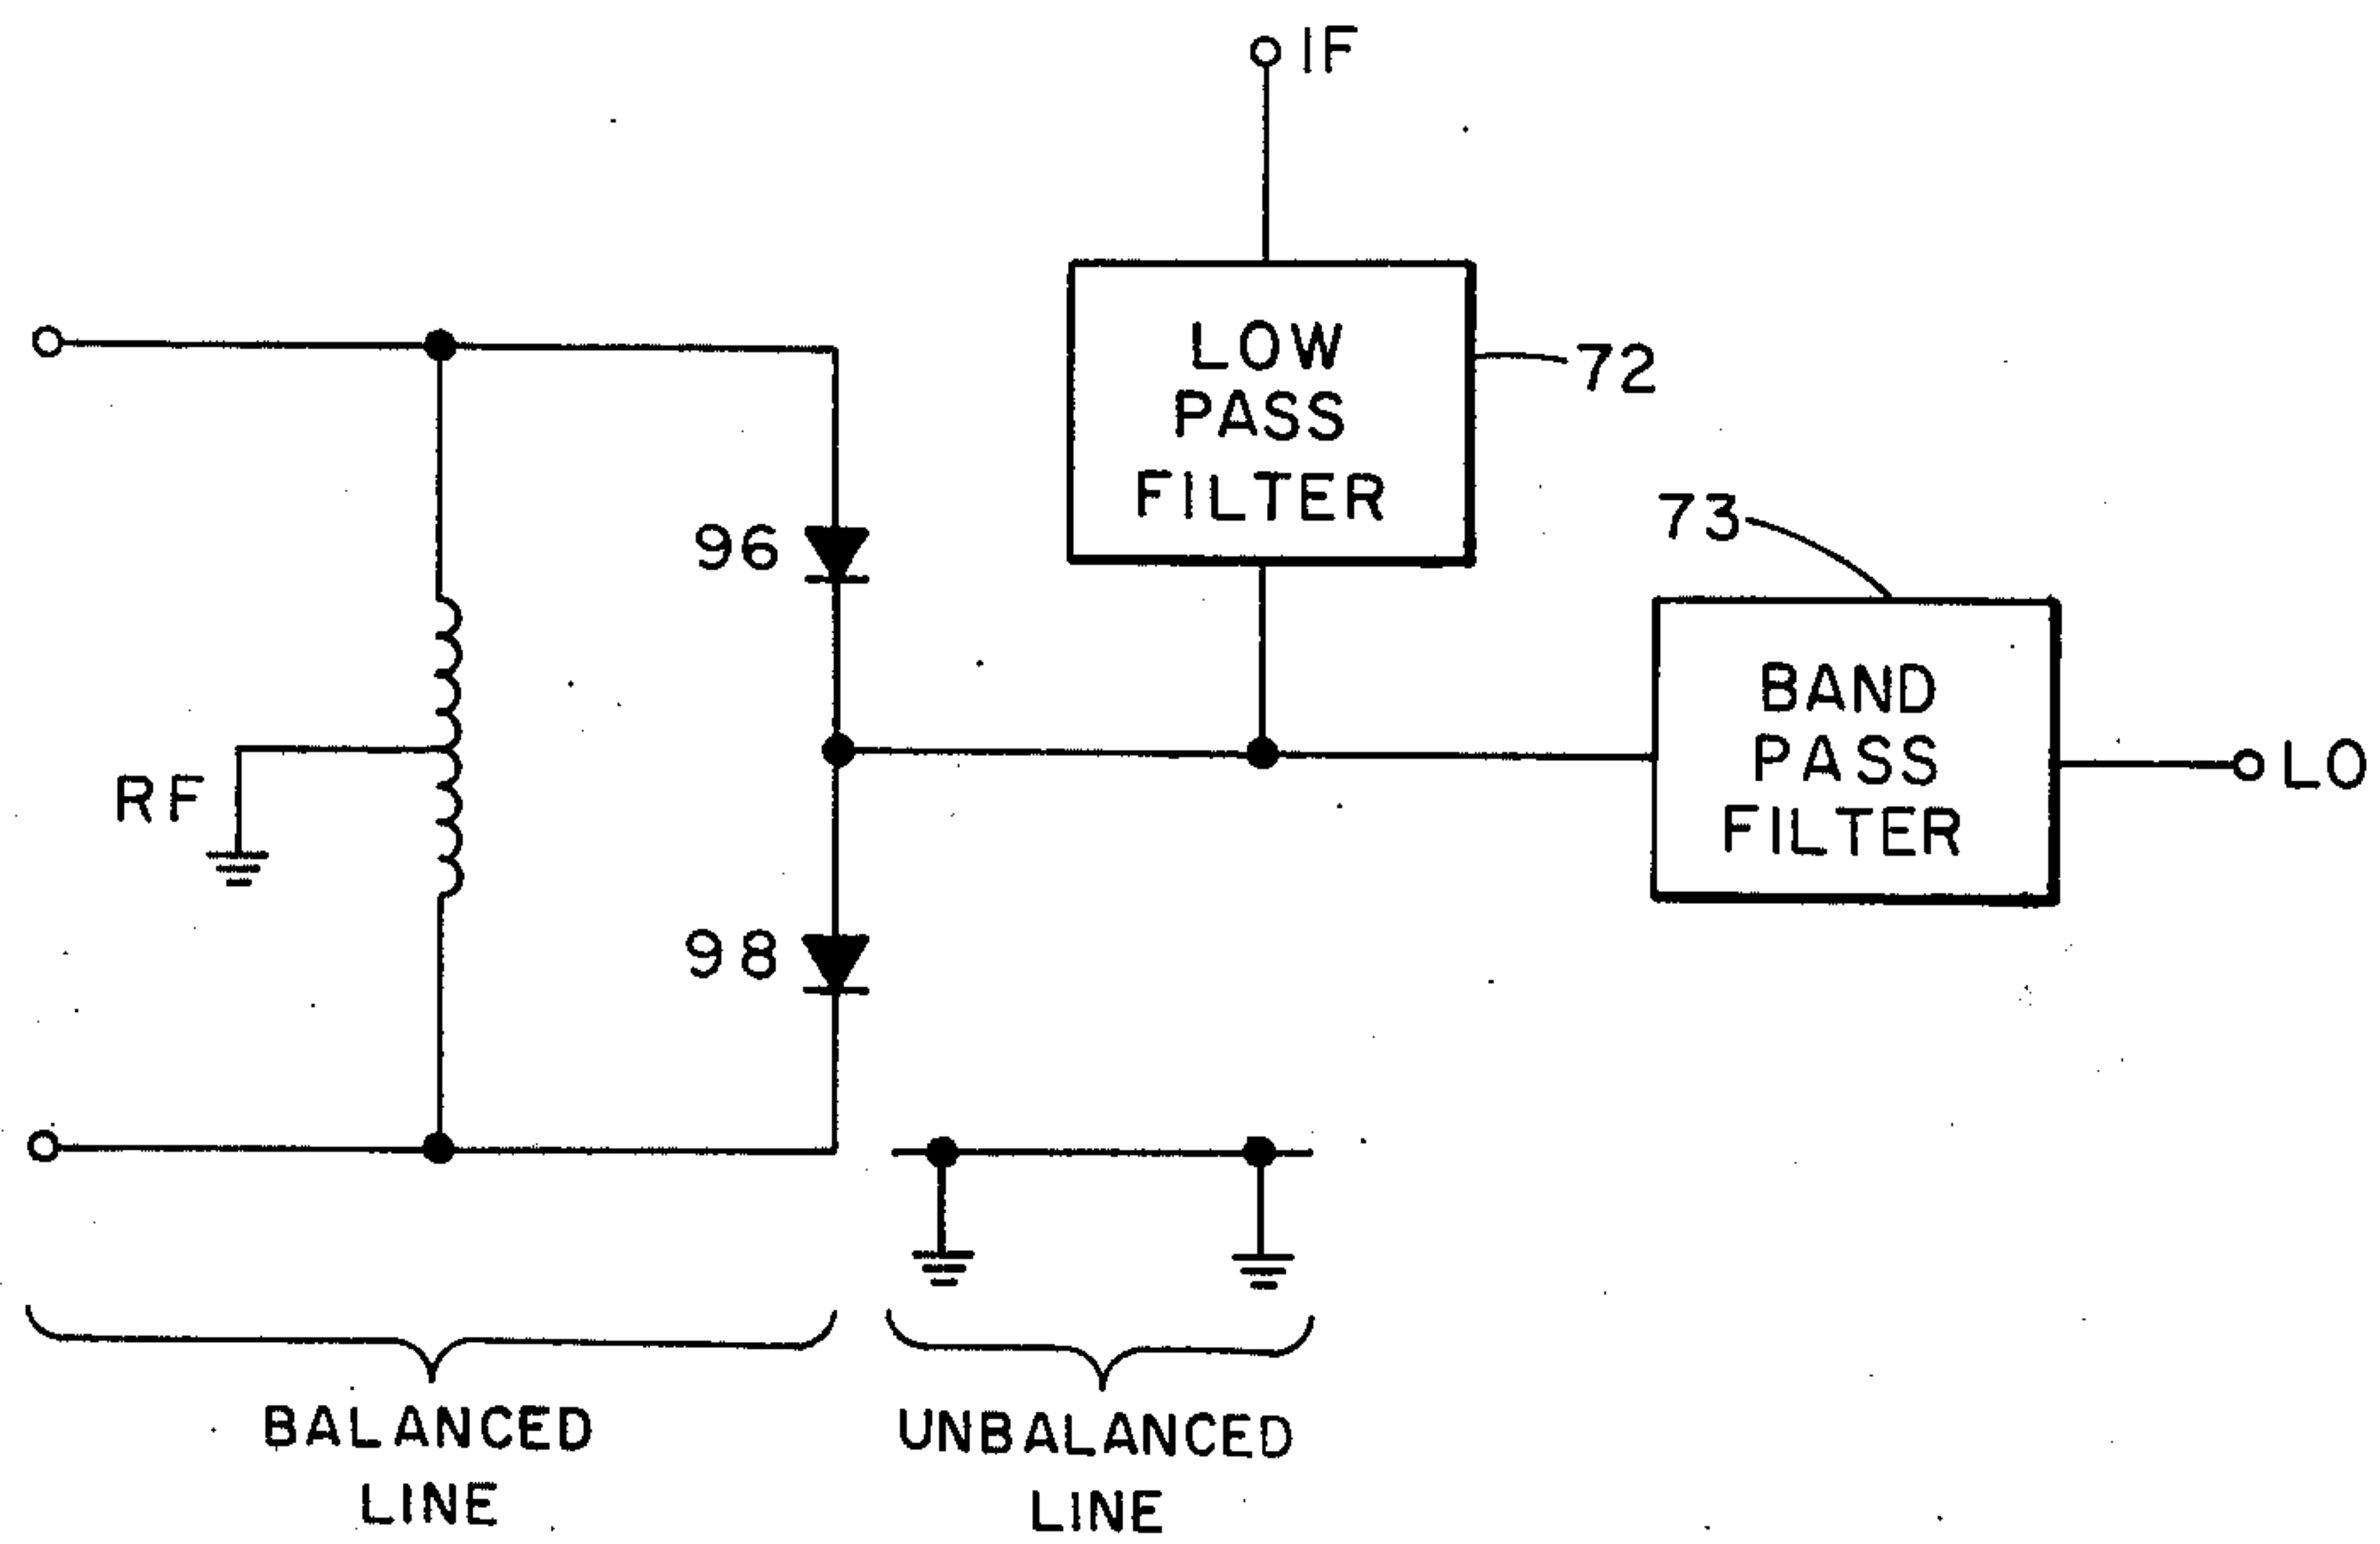 IF
LOW
PASS
FILTER
72
96
73
BAND
PASS
FILTER
LO
RF
98
BALANCED
LINE
UNBALANCED
LINE